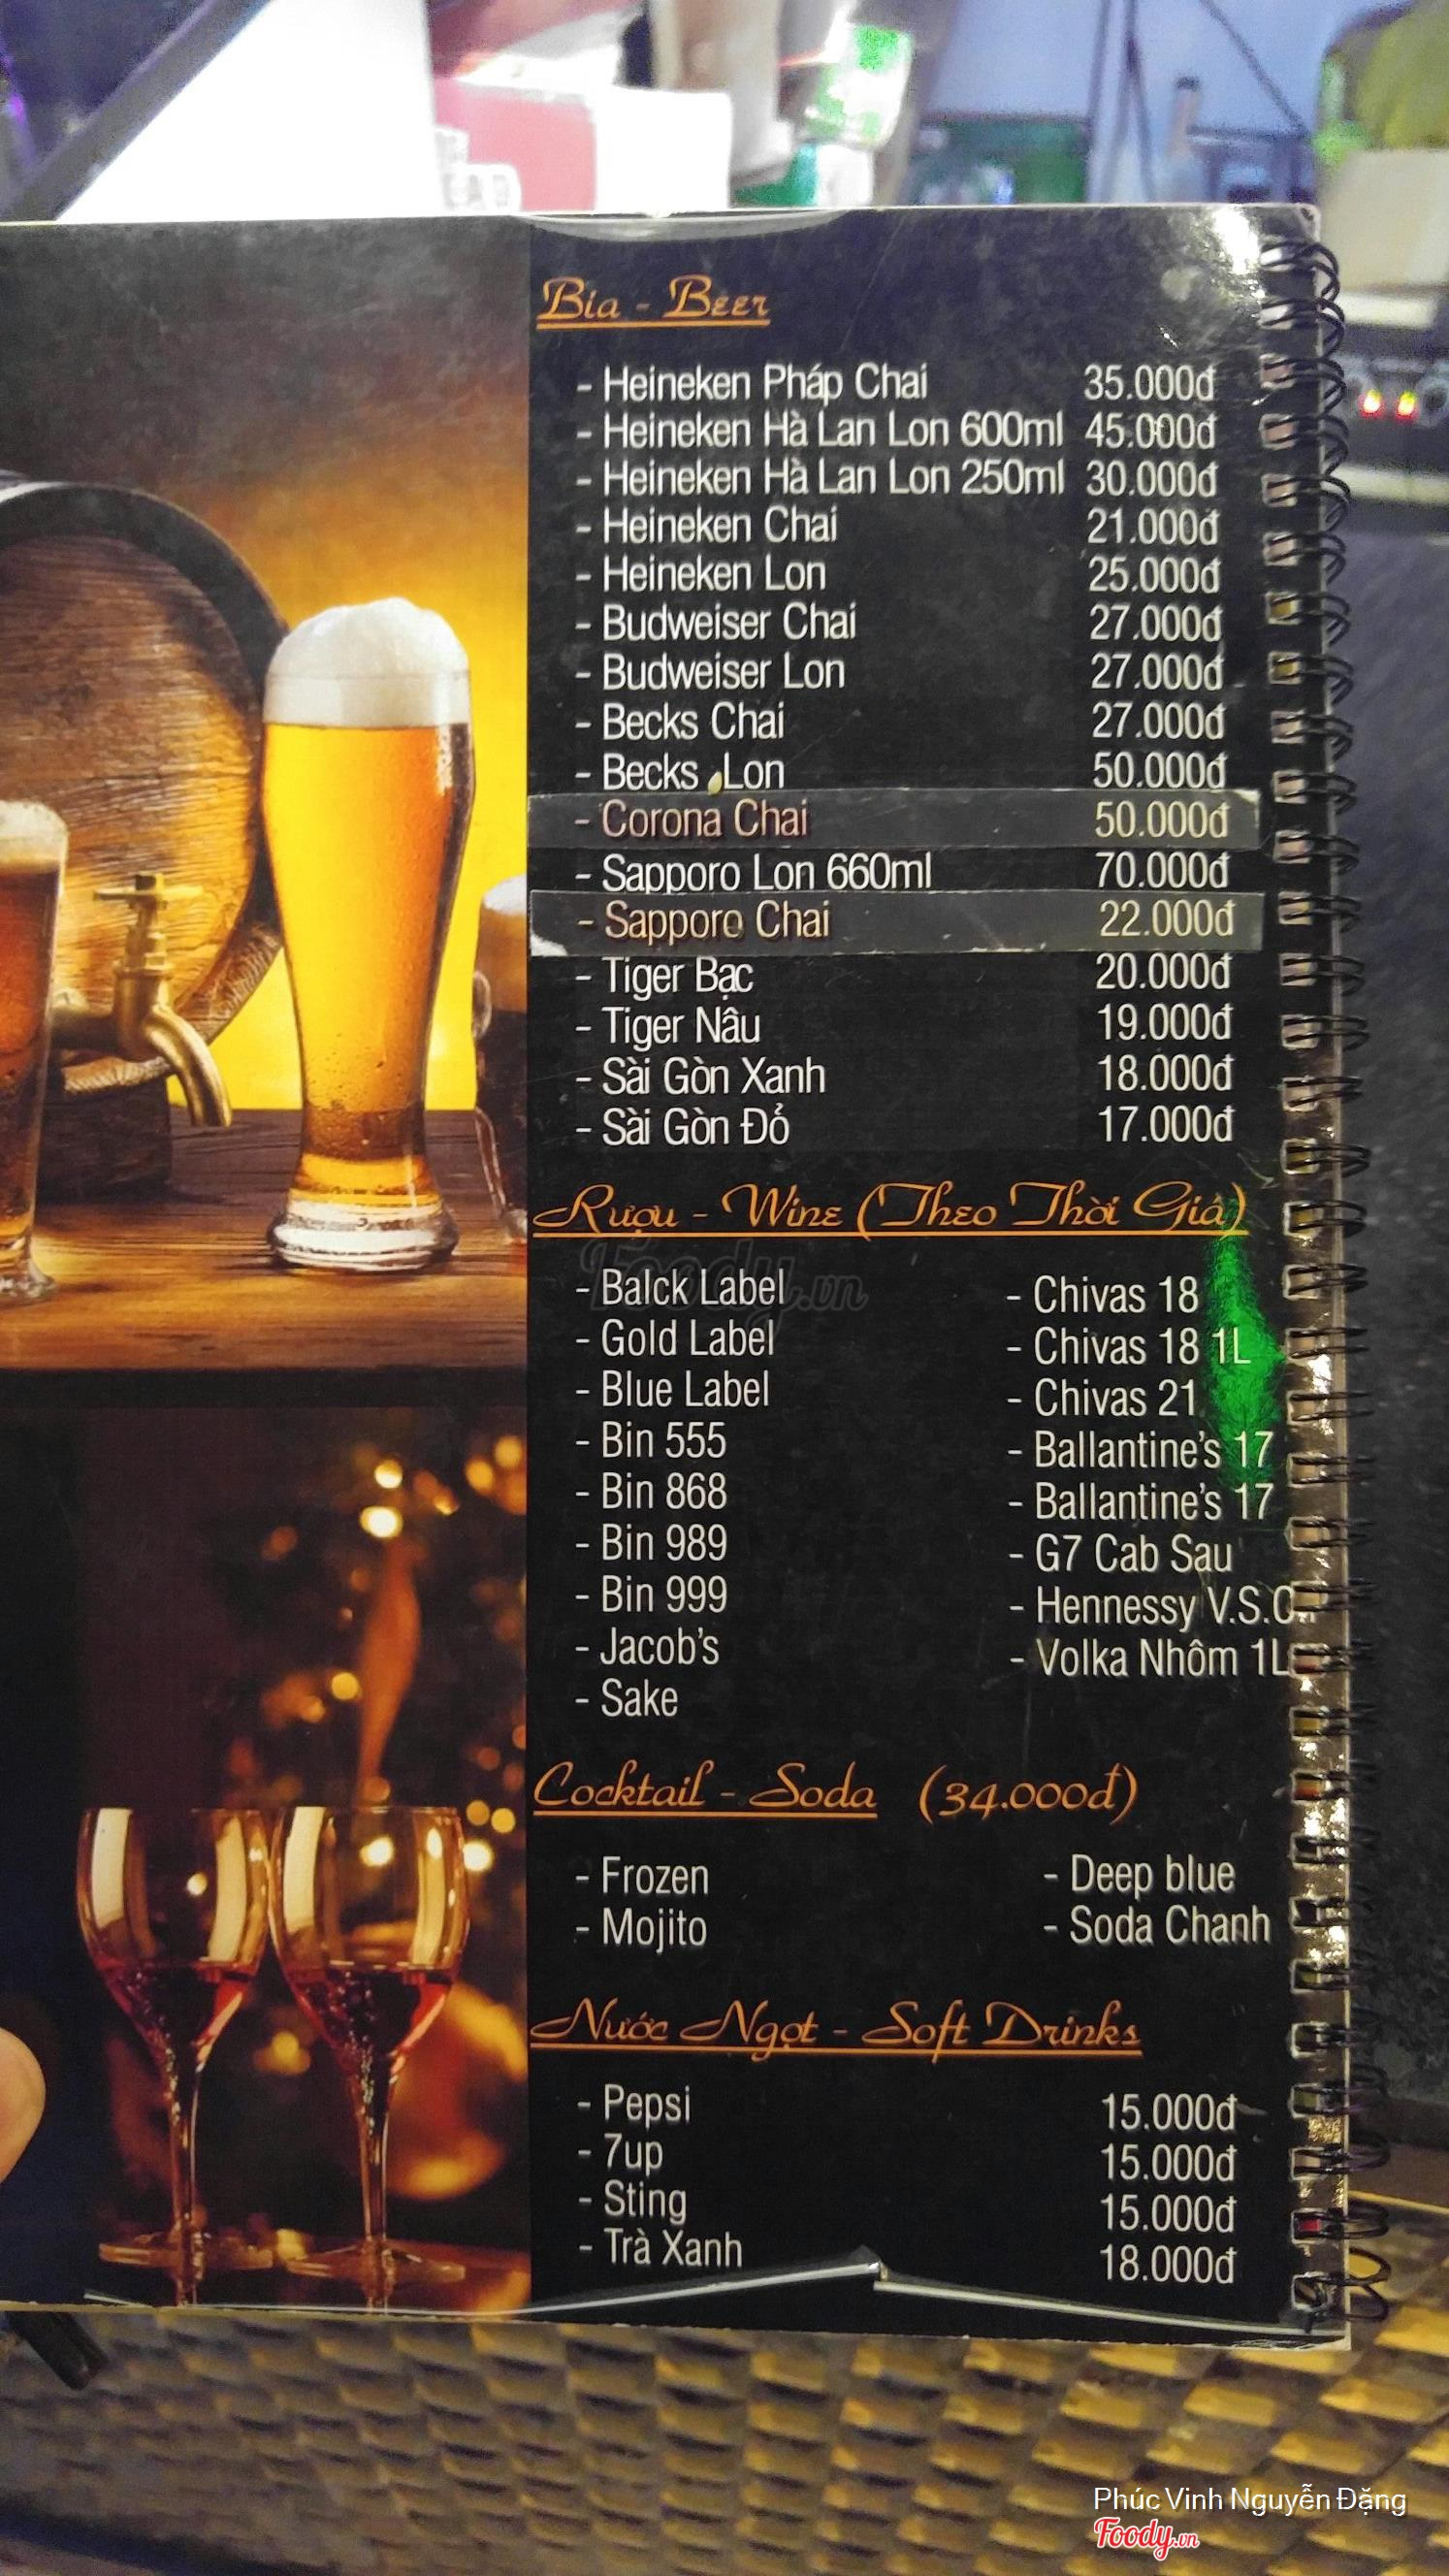 Bia - Beer
- Heineken Pháp Chai 35.000đ
- Heineken Hà Lan Lon 600ml 45.000đ
- Heineken Hà Lan Lon 250ml 30.000đ
- Heineken Chai 21.000đ
- Heineken Lon 25.000đ
- Budweiser Chai 27.000đ
- Budweiser Lon 27.000đ
- Becks Chai 27.000đ
- Becks Lon 50.000đ
- Corona Chai 50.000đ
- Sapporo Lon 660ml 70.000đ
- Sapporo Chai 22.000đ
- Tiger Bạc 20.000đ
- Tiger Nâu 19.000đ
- Sài Gòn Xanh 18.000đ
- Sài Gòn Đỏ 17.000đ
Rượu - Wine (Theo Thời Giá)
- Balck Label - Chivas 18
- Gold Label - Chivas 18 1L
- Blue Label - Chivas 21
- Bin 555 - Ballantine's 17
- Bin 868 - Ballantine's 17
- Bin 989 - G7 Cab Sau
- Bin 999 - Hennessy
- Jacob's - Volka Nhôm 1L
- Sake
Foody.vn
Cocktail - Soda (34.000đ)
- Frozen - Deep blue
- Mojito - Soda Chanh
Nước Ngọt - Soft Drinks
- Pepsi 15.000đ
- 7up 15.000đ
- Sting 15.000đ
- Trà Xanh 18.000đ
Phúc Vinh Nguyễn Đặng
Foody.vn